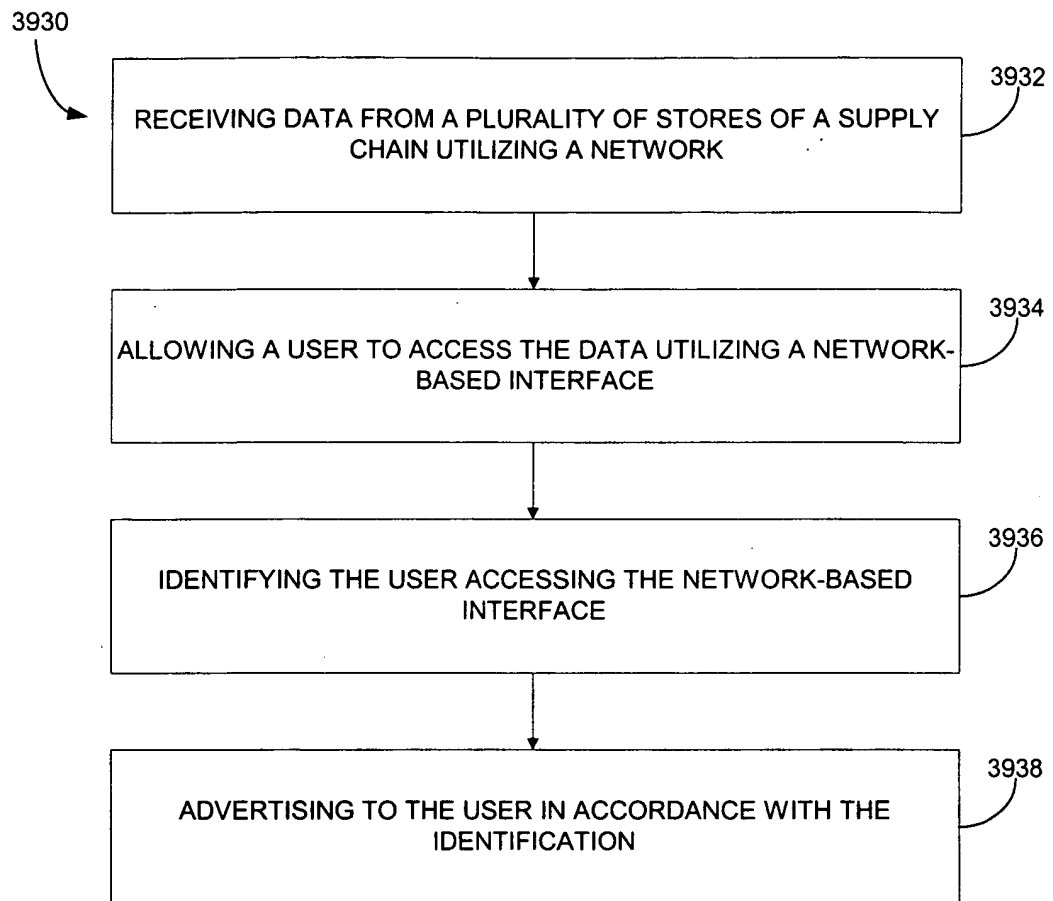 3930
3932
RECEIVING DATA FROM A PLURALITY OF STORES OF A SUPPLY
CHAIN UTILIZING A NETWORK
3934
ALLOWING A USER TO ACCESS THE DATA UTILIZING A NETWORK-
BASED INTERFACE
3936
IDENTIFYING THE USER ACCESSING THE NETWORK-BASED
INTERFACE
3938
ADVERTISING TO THE USER IN ACCORDANCE WITH THE
IDENTIFICATION